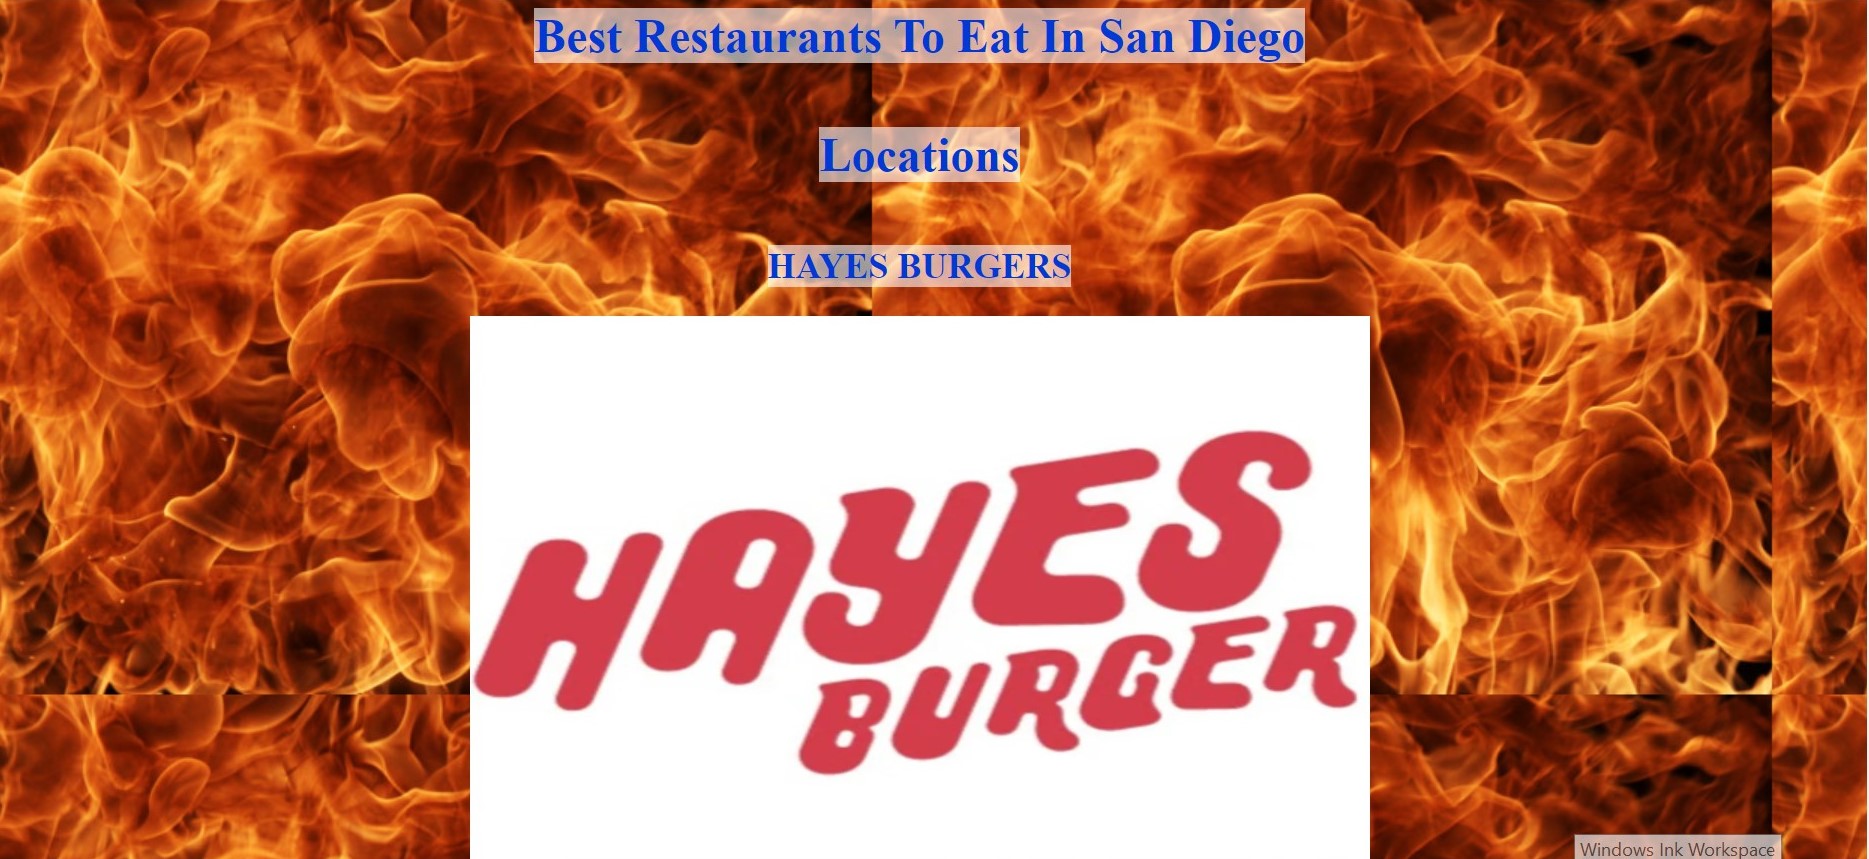 Best Restaurants To Eat In San Diego
Locations
HAYES BURGERS
HAYES
BURGER
Windows Ink Workspace